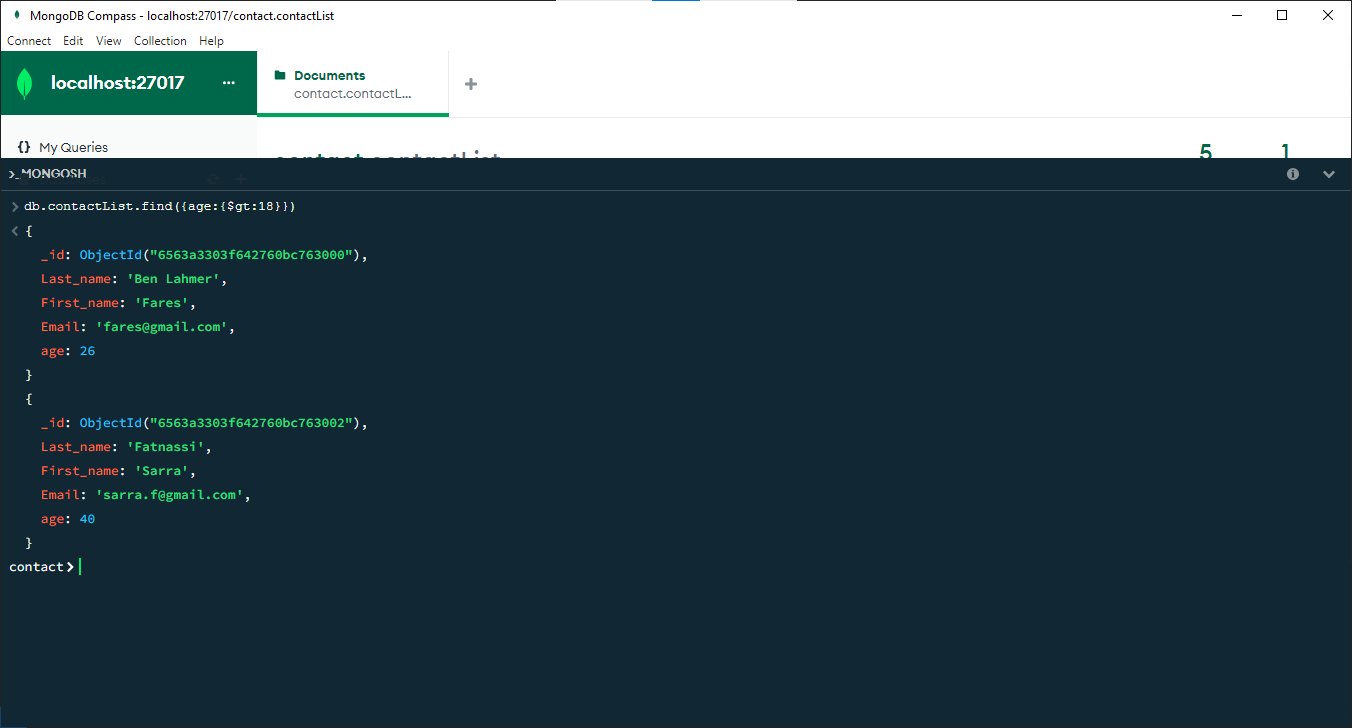 MongoDB Compass - localhost:27017/contact.contactList
Connect Edit View Collection Help
localhost:27017 ···
Documents
contact.contactL...
{} My Queries
contact.contactList
5 1
>_MONGOSH
> db.contactList.find({age:{$gt:18}})
< {
_id: ObjectId("6563a3303f642760bc763000"),
Last_name: 'Ben Lahmer',
First_name: 'Fares',
Email: 'fares@gmail.com',
age: 26
}
{
_id: ObjectId("6563a3303f642760bc763002"),
Last_name: 'Fatnassi',
First_name: 'Sarra',
Email: 'sarra.f@gmail.com',
age: 40
}
contact>